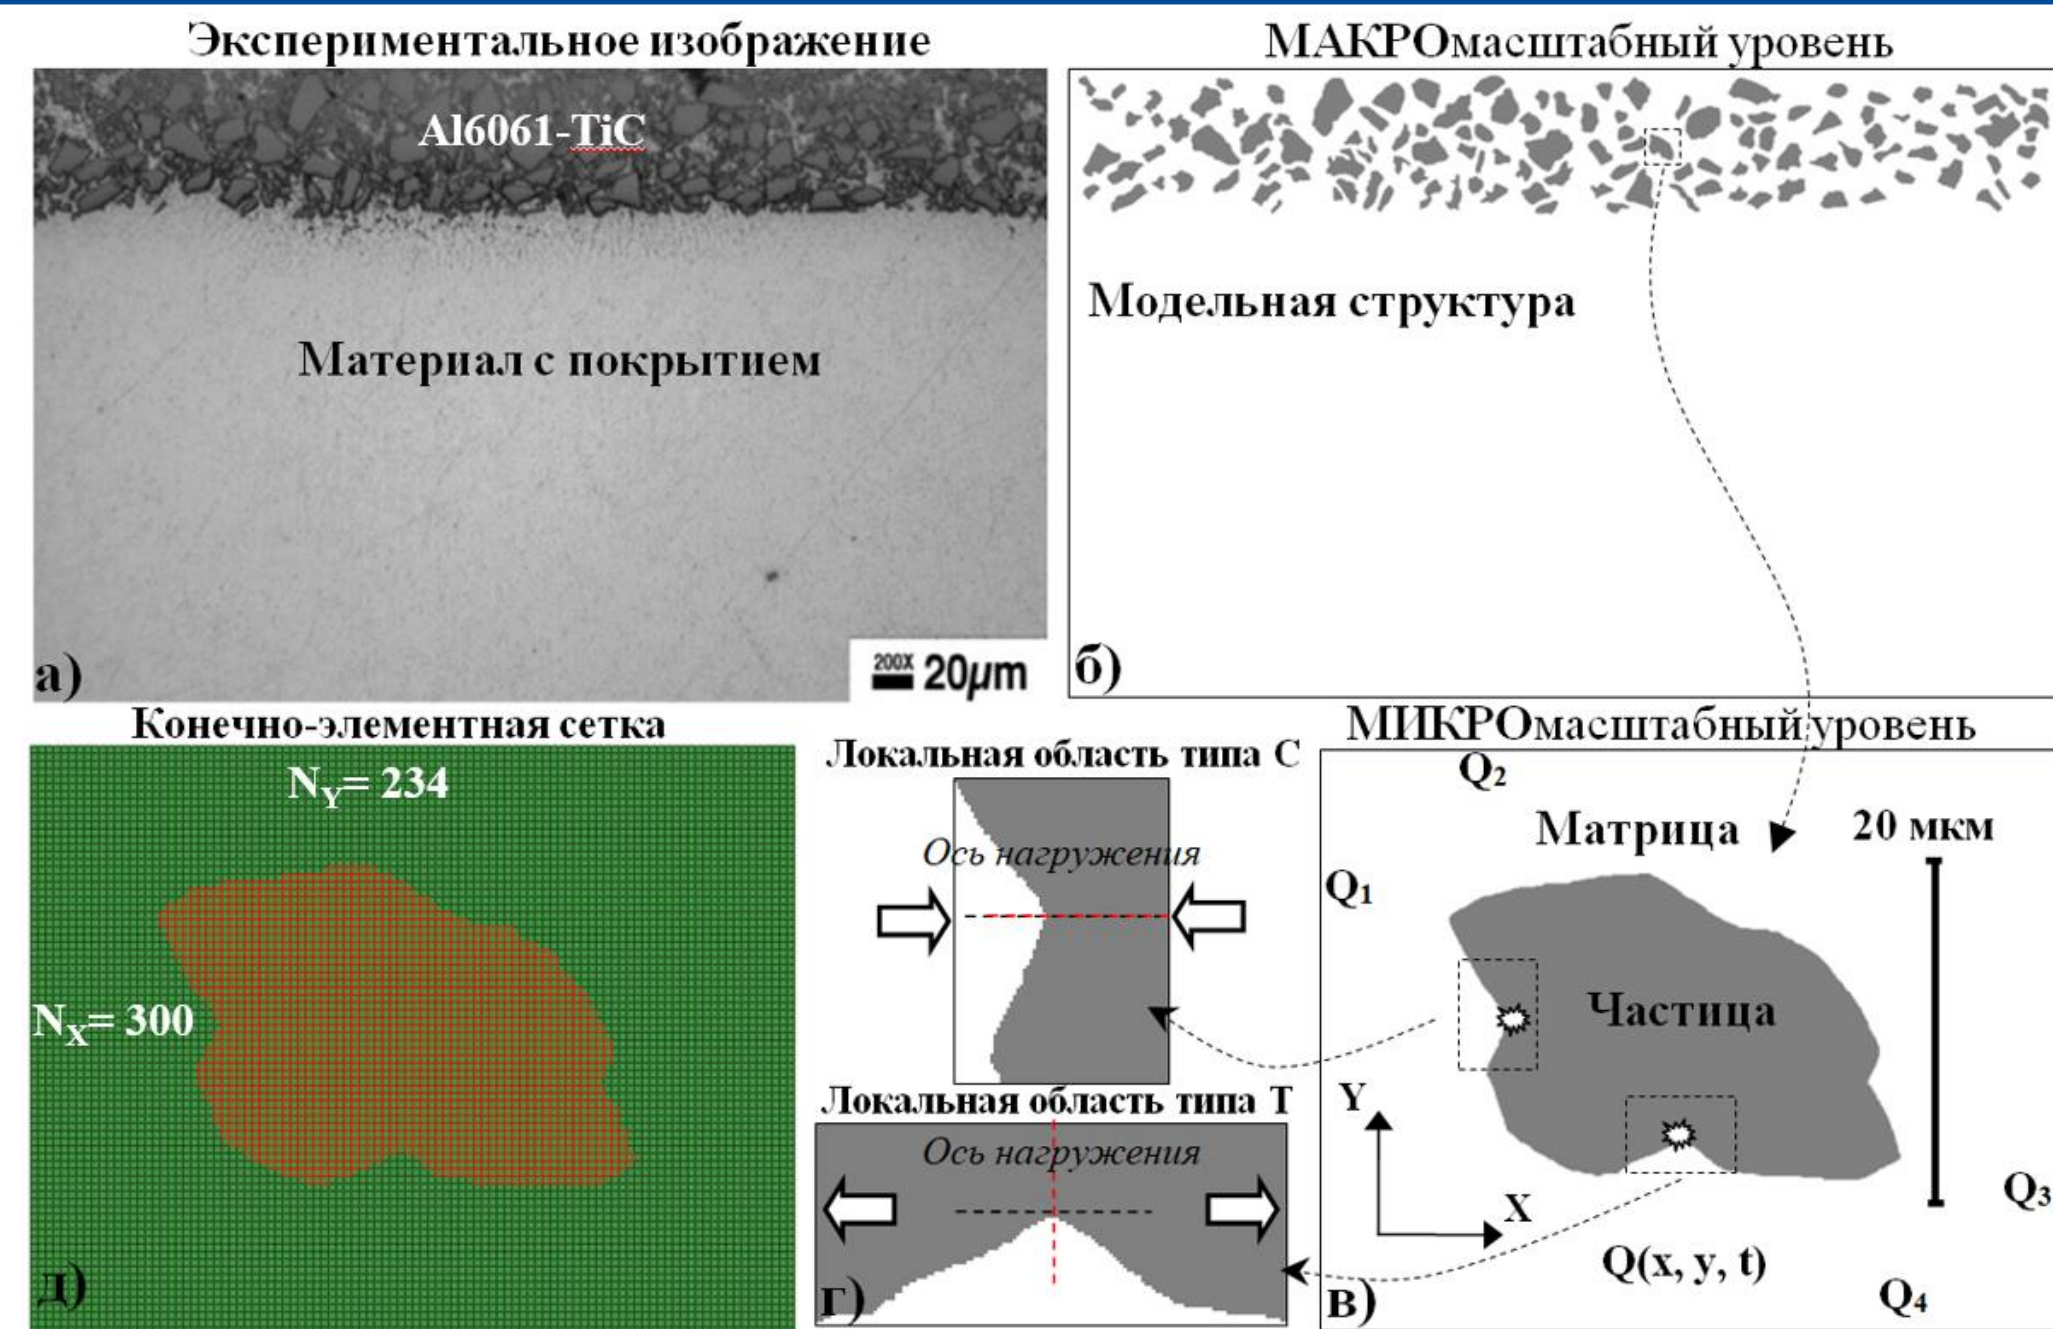 Экспериментальное изображение
МАКРОмасштабный уровень
Al6061-TiC
Материал с покрытием
200X
20µm
а)
Модельная структура
б)
Конечно-элементная сетка
NY= 234
NX= 300
д)
Локальная область типа С
Ось нагружения
Локальная область типа Т
Ось нагружения
г)
МИКРОмасштабный уровень
Q2
Матрица
20 мкм
Q1
Частица
Y
X
Q3
Q(x, y, t)
Q4
в)